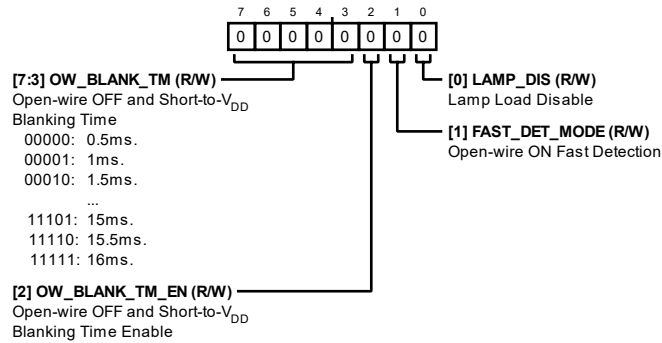 7 6 5 4 3 2 1 0
0 0 0 0 0 0 0 0
[7:3] OW_BLANK_TM (R/W)
Open-wire OFF and Short-to-VDD
Blanking Time
00000: 0.5ms.
00001: 1ms.
00010: 1.5ms.
...
11101: 15ms.
11110: 15.5ms.
11111: 16ms.
[2] OW_BLANK_TM_EN (R/W)
Open-wire OFF and Short-to-VDD
Blanking Time Enable
[0] LAMP_DIS (R/W)
Lamp Load Disable
[1] FAST_DET_MODE (R/W)
Open-wire ON Fast Detection